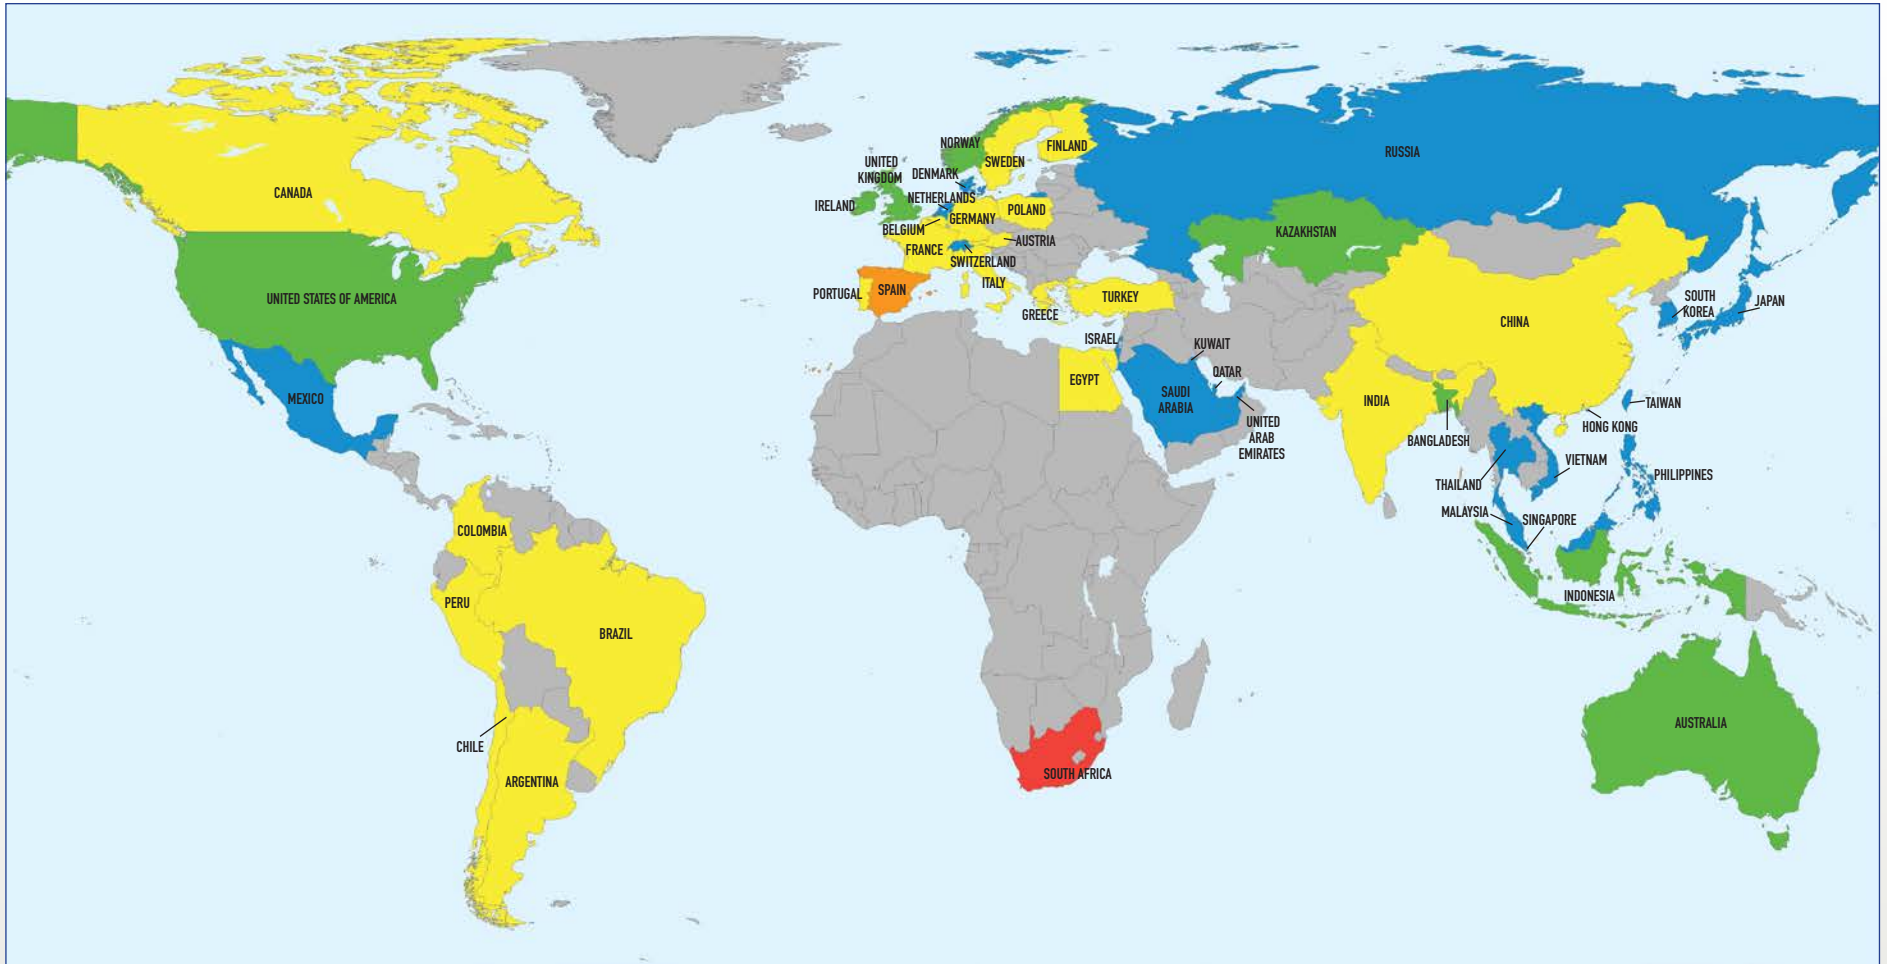 CANADA
UNITED STATES OF AMERICA
MEXICO
COLOMBIA
PERU
BRAZIL
CHILE
ARGENTINA
NORWAY
SWEDEN
FINLAND
UNITED
KINGDOM
DENMARK
IRELAND
NETHERLANDS
GERMANY
POLAND
BELGIUM
AUSTRIA
FRANCE
SWITZERLAND
ITALY
PORTUGAL
SPAIN
GREECE
TURKEY
RUSSIA
KAZAKHSTAN
CHINA
SOUTH
KOREA
JAPAN
ISRAEL
KUWAIT
QATAR
EGYPT
SAUDI
ARABIA
UNITED
ARAB
EMIRATES
INDIA
BANGLADESH
TAIWAN
HONG KONG
VIETNAM
THAILAND
PHILIPPINES
MALAYSIA
SINGAPORE
INDONESIA
AUSTRALIA
SOUTH AFRICA